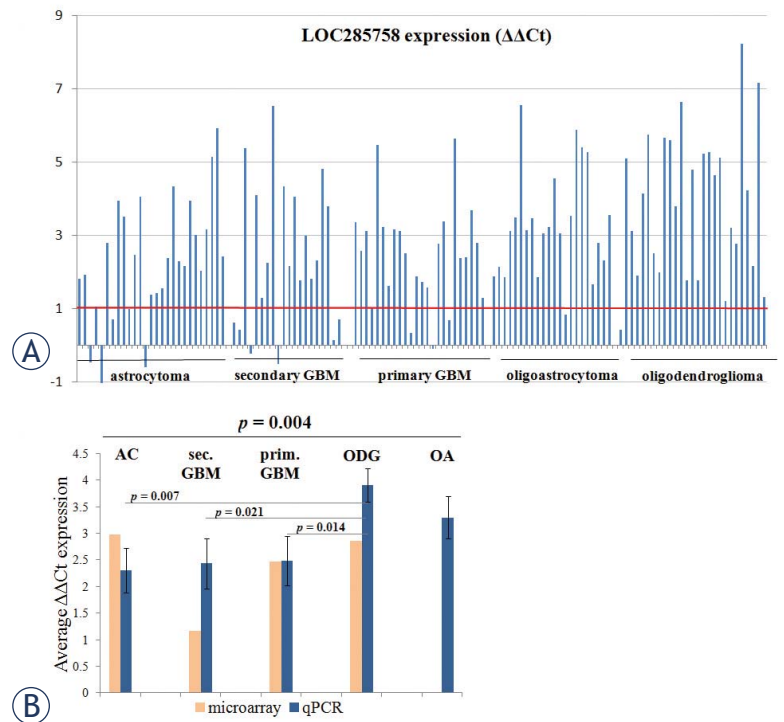 LOC285758 expression (ΔΔCt)
9
7
5
3
1
-1
astrocytoma
secondary GBM
primary GBM
oligoastrocytoma
oligodendroglioma
A
p = 0.004
AC
sec. GBM
prim. GBM
ODG
OA
p = 0.007
p = 0.021
p = 0.014
Average ΔΔCt expression
4.5
4
3.5
3
2.5
2
1.5
1
0.5
0
microarray
qPCR
B